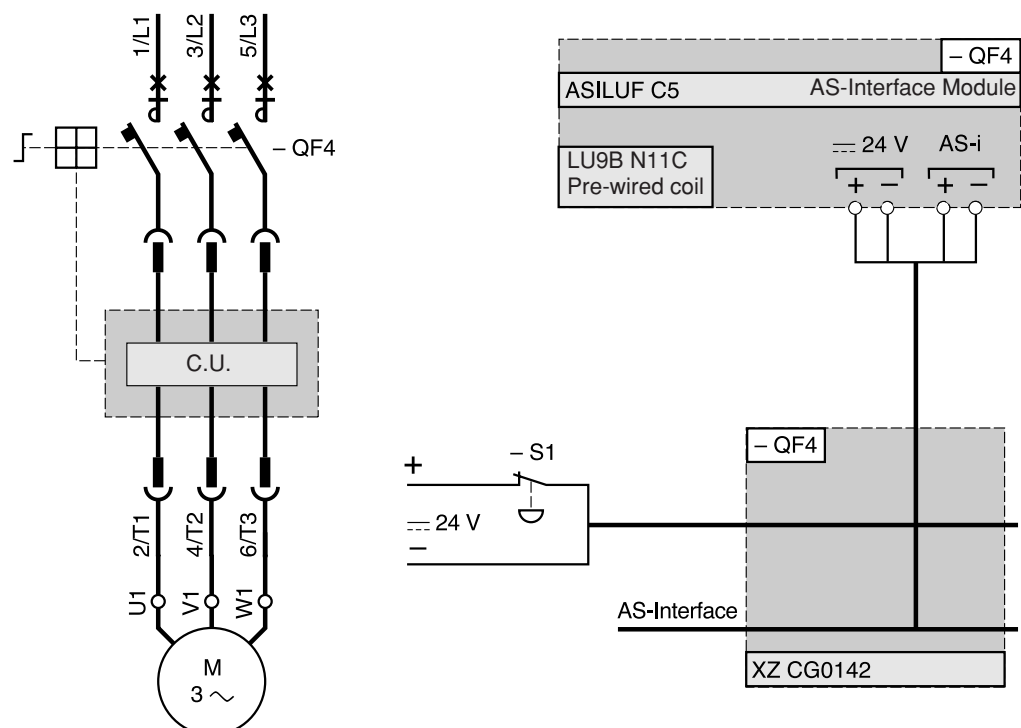 1/L1
3/L2
5/L3
– QF4
C.U.
2/T1
4/T2
6/T3
U1
V1
W1
M
3 ~
– QF4
ASILUF C5
AS-Interface Module
LU9B N11C
Pre-wired coil
24 V
AS-i
+ − + −
– QF4
– S1
+
24 V
−
AS-Interface
XZ CG0142